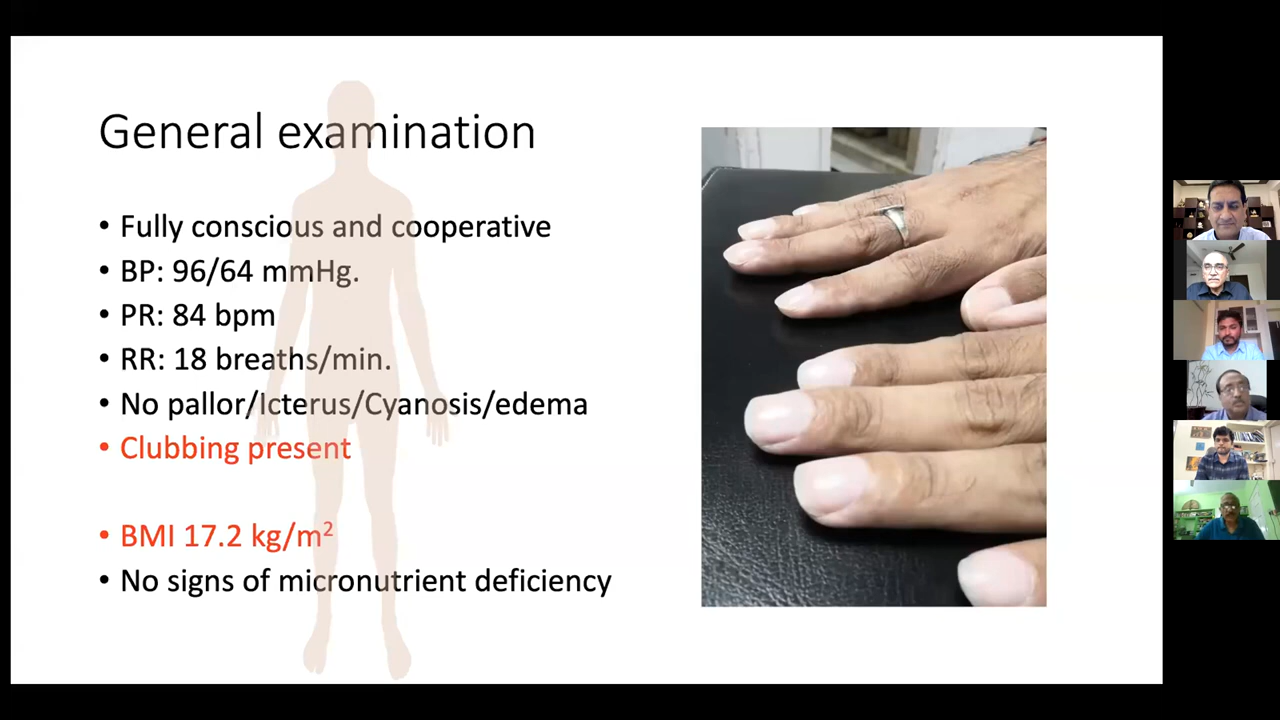 General examination
• Fully conscious and cooperative
• BP: 96/64 mmHg.
• PR: 84 bpm
• RR: 18 breaths/min.
• No pallor/Icterus/Cyanosis/edema
• Clubbing present
• BMI 17.2 kg/m²
• No signs of micronutrient deficiency